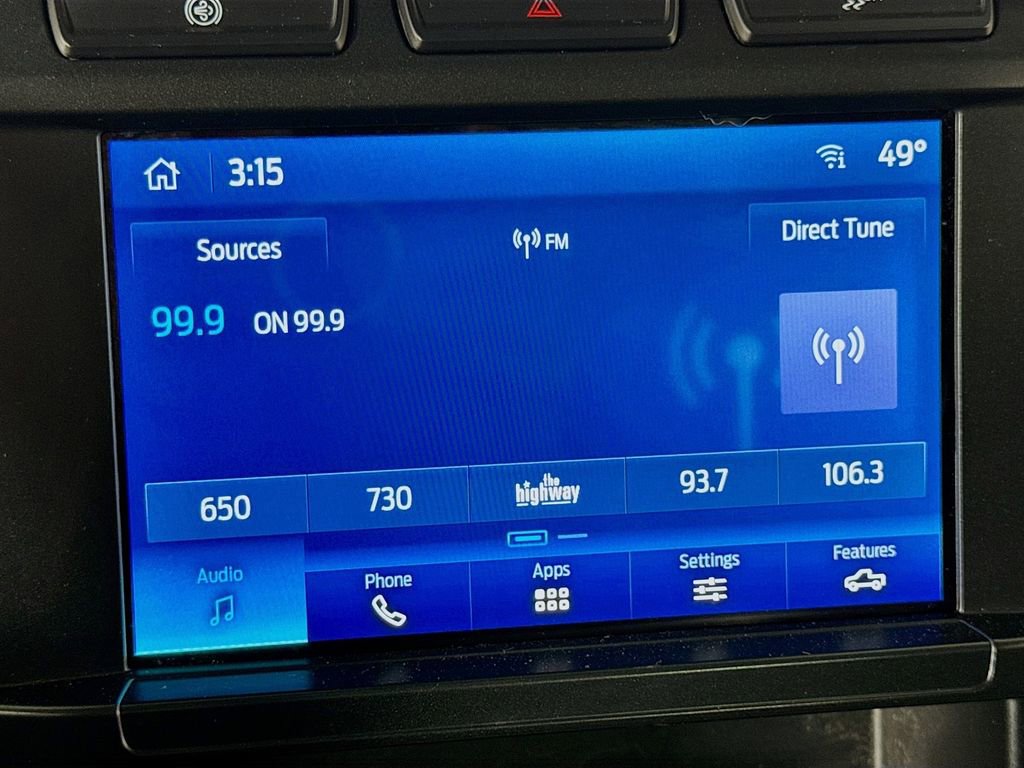 3:15
49°
Sources
FM
Direct Tune
99.9 ON 99.9
650
730
the highway
93.7
106.3
Audio
Phone
Apps
Settings
Features